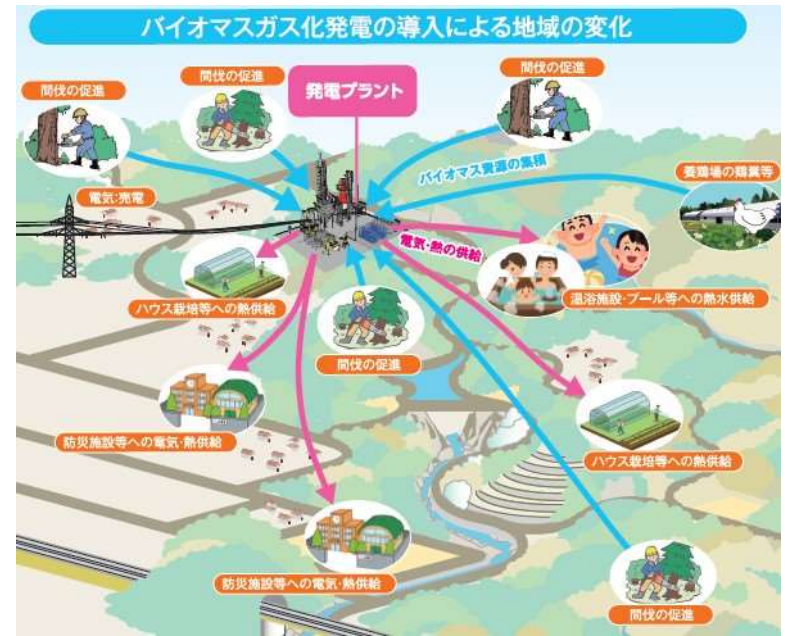 バイオマスガス化発電の導入による地域の変化
間伐の促進
間伐の促進
発電プラント
間伐の促進
バイオマス資源の集積
養鶏場の鶏糞等
電気:売電
電気・熱の供給
ハウス栽培等への熱供給
温浴施設・プール等への熱水供給
間伐の促進
防災施設等への電気・熱供給
ハウス栽培等への熱供給
防災施設等への電気・熱供給
間伐の促進